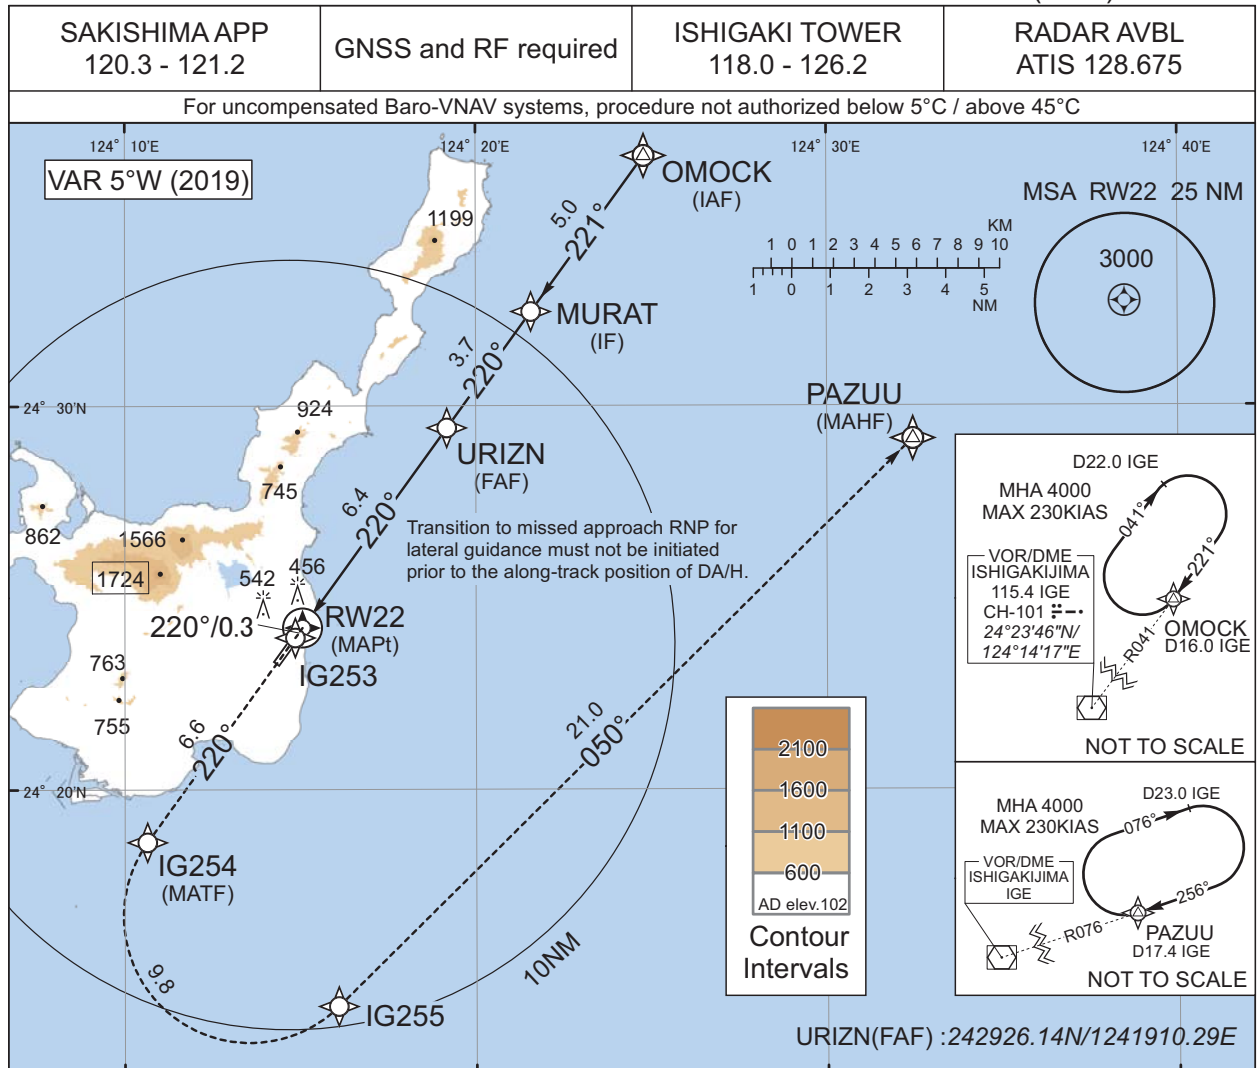 SAKISHIMA APP
120.3 - 121.2
GNSS and RF required
ISHIGAKI TOWER
118.0 - 126.2
RADAR AVBL
ATIS 128.675
For uncompensated Baro-VNAV systems, procedure not authorized below 5°C / above 45°C
124° 10'E
124° 20'E
124° 30'E
124° 40'E
VAR 5°W (2019)
OMOCK
(IAF)
MSA RW22 25 NM
3000
1199
5.0
221°
KM
1 0 1 2 3 4 5 6 7 8 9 10
1 0 1 2 3 4 5
NM
MURAT
(IF)
3.7
220°
PAZUU
(MAHF)
24° 30'N
924
URIZN
(FAF)
745
6.4
220°
862
1566
1724
542
456
Transition to missed approach RNP for
lateral guidance must not be initiated
prior to the along-track position of DA/H.
220°/0.3
RW22
(MAPt)
IG253
763
755
6.6
220°
21.0
050°
24° 20'N
IG254
(MATF)
9.8
IG255
10NM
2100
1600
1100
600
AD elev.102
Contour
Intervals
D22.0 IGE
MHA 4000
MAX 230KIAS
041°
221°
VOR/DME
ISHIGAKIJIMA
115.4 IGE
CH-101
24°23'46"N/
124°14'17"E
OMOCK
D16.0 IGE
R041
NOT TO SCALE
D23.0 IGE
MHA 4000
MAX 230KIAS
076°
256°
VOR/DME
ISHIGAKIJIMA
IGE
R076
PAZUU
D17.4 IGE
NOT TO SCALE
URIZN(FAF) :242926.14N/1241910.29E